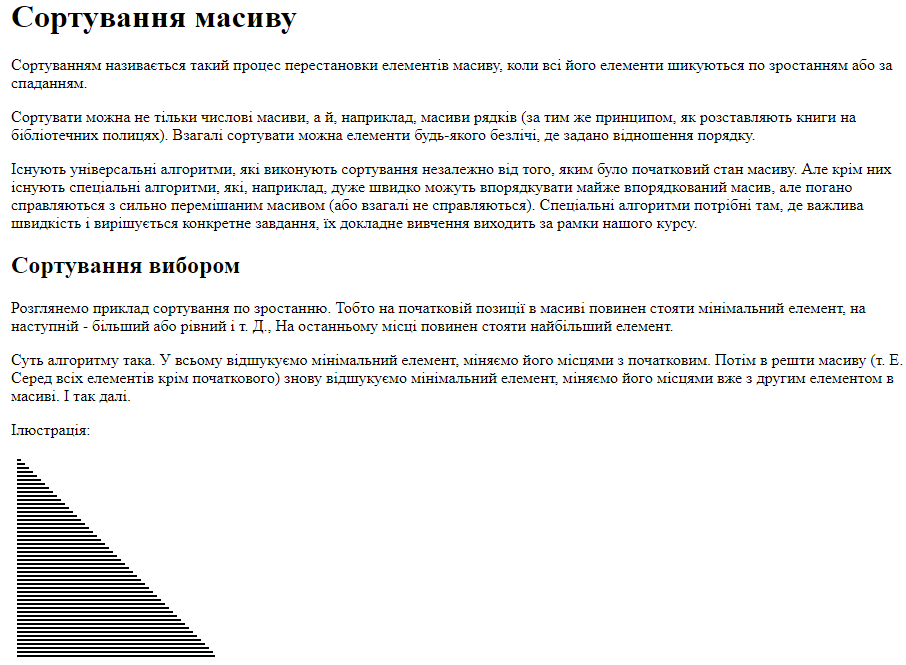 Сортування масиву
Сортуванням називається такий процес перестановки елементів масиву, коли всі його елементи шикуються по зростанням або за
спаданням.
Сортувати можна не тільки числові масиви, а й, наприклад, масиви рядків (за тим же принципом, як розставляють книги на
бібліотечних полицях). Взагалі сортувати можна елементи будь-якого безлічі, де задано відношення порядку.
Існують універсальні алгоритми, які виконують сортування незалежно від того, яким було початковий стан масиву. Але крім них
існують спеціальні алгоритми, які, наприклад, дуже швидко можуть впорядкувати майже впорядкований масив, але погано
справляються з сильно перемішаним масивом (або взагалі не справляються). Спеціальні алгоритми потрібні там, де важлива
швидкість і вирішується конкретне завдання, їх докладне вивчення виходить за рамки нашого курсу.
Сортування вибором
Розглянемо приклад сортування по зростанню. Тобто на початковій позиції в масиві повинен стояти мінімальний елемент, на
наступній - більший або рівний і т. Д., На останньому місці повинен стояти найбільший елемент.
Суть алгоритму така. У всьому відшукуємо мінімальний елемент, міняємо його місцями з початковим. Потім в решти масиву (т. Е.
Серед всіх елементів крім початкового) знову відшукуємо мінімальний елемент, міняємо його місцями вже з другим елементом в
масиві. І так далі.
Ілюстрація: